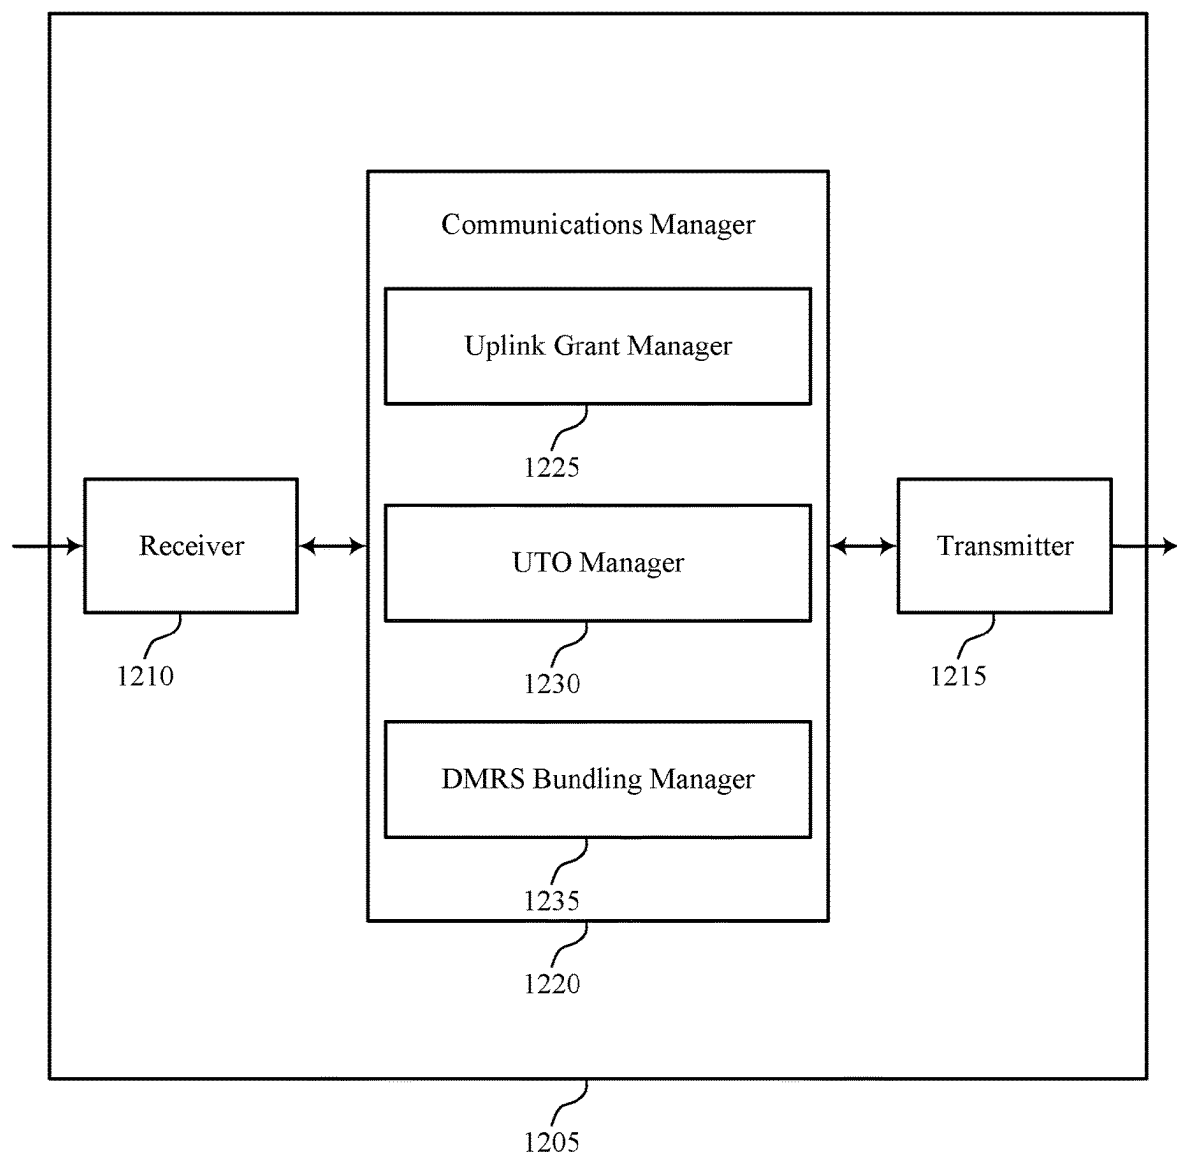 Communications Manager
Uplink Grant Manager
1225
Receiver
1210
UTO Manager
1230
Transmitter
1215
DMRS Bundling Manager
1235
1220
1205